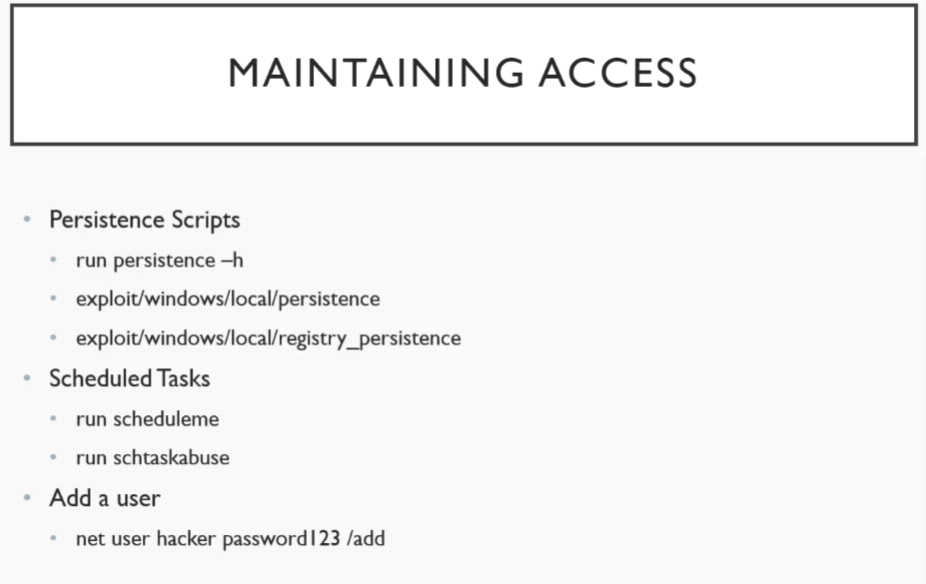 MAINTAINING ACCESS
• Persistence Scripts
• run persistence –h
• exploit/windows/local/persistence
• exploit/windows/local/registry_persistence
• Scheduled Tasks
• run scheduleme
• run schtaskabuse
• Add a user
• net user hacker password123 /add